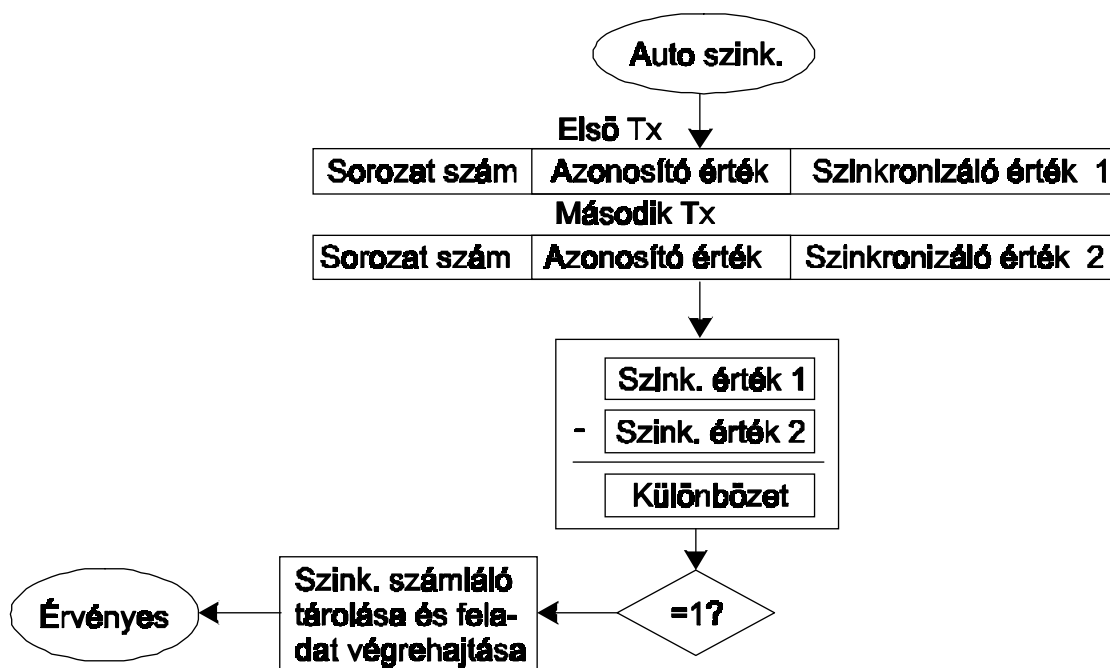 Auto szink.
Elsõ Tx
Sorozat szám Azonosító érték Szinkronizáló érték 1
Második Tx
Sorozat szám Azonosító érték Szinkronizáló érték 2
Szink. érték 1
- Szink. érték 2
Különbözet
=1?
Szink. számláló
tárolása és fela-
dat végrehajtása
Érvényes